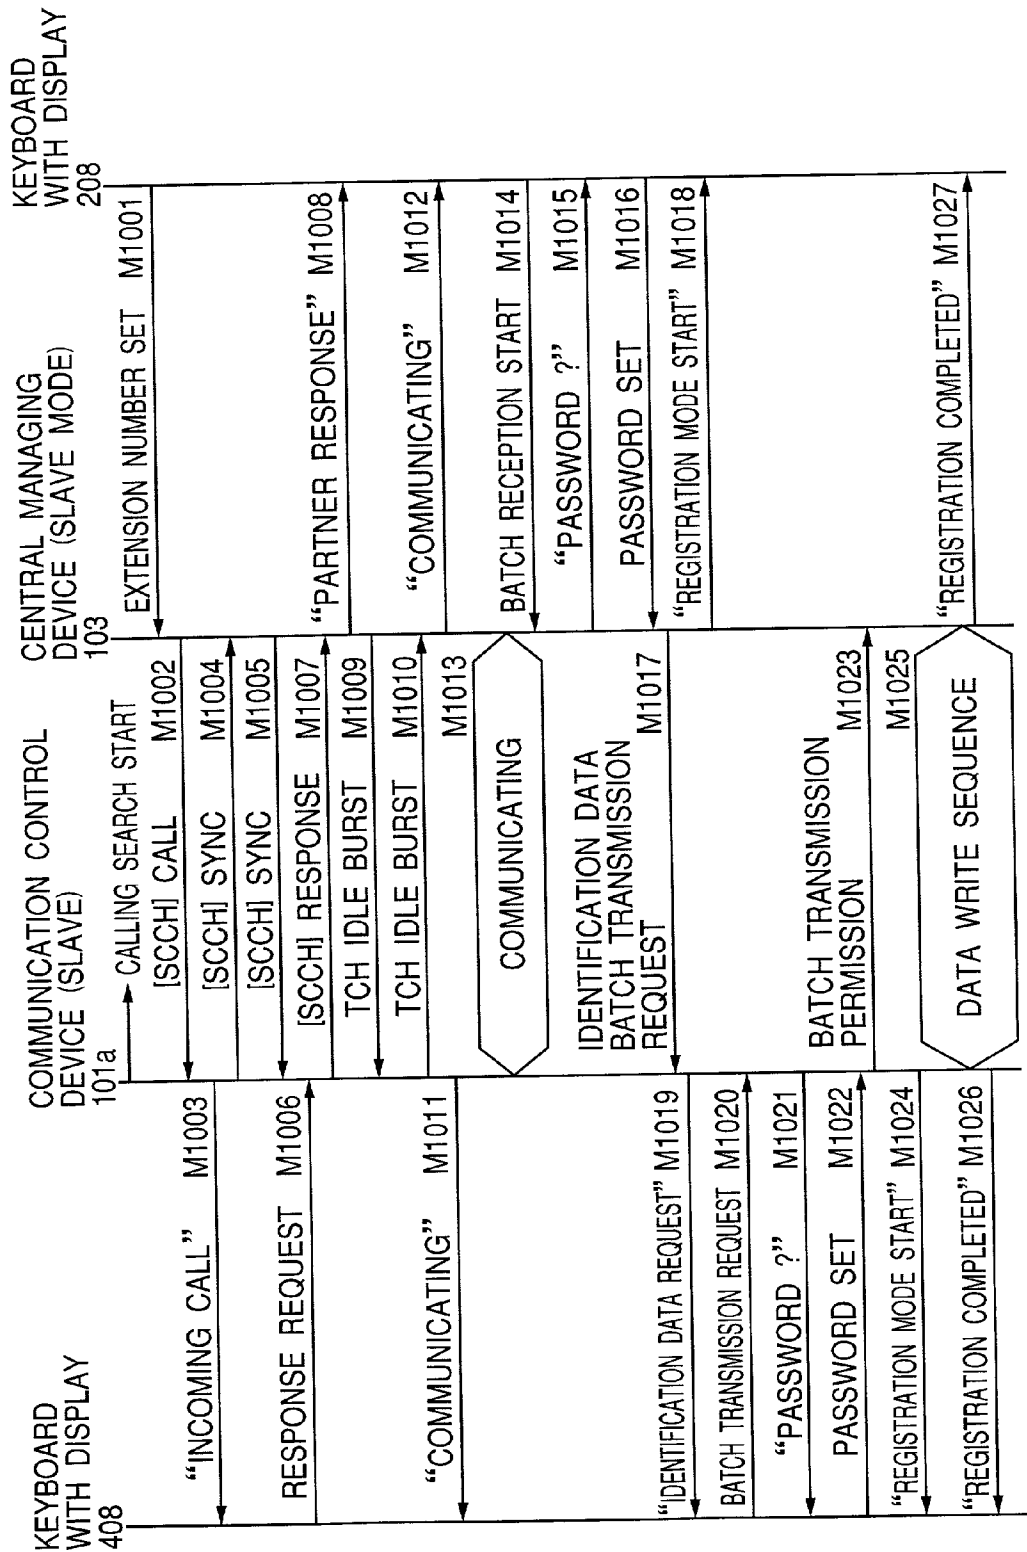 KEYBOARD
WITH DISPLAY
408
COMMUNICATION CONTROL
DEVICE (SLAVE)
101a
CENTRAL MANAGING
DEVICE (SLAVE MODE)
103
KEYBOARD
WITH DISPLAY
208
EXTENSION NUMBER SET M1001
CALLING SEARCH START
[SCCH] CALL M1002
“INCOMING CALL” M1003
[SCCH] SYNC M1004
[SCCH] SYNC M1005
RESPONSE REQUEST M1006
[SCCH] RESPONSE M1007
“PARTNER RESPONSE” M1008
TCH IDLE BURST M1009
TCH IDLE BURST M1010
“COMMUNICATING” M1011
“COMMUNICATING” M1012
M1013
COMMUNICATING
BATCH RECEPTION START M1014
“PASSWORD ?” M1015
PASSWORD SET M1016
IDENTIFICATION DATA
BATCH TRANSMISSION
REQUEST M1017
“REGISTRATION MODE START” M1018
“IDENTIFICATION DATA REQUEST” M1019
BATCH TRANSMISSION REQUEST M1020
“PASSWORD ?” M1021
PASSWORD SET M1022
BATCH TRANSMISSION
PERMISSION M1023
“REGISTRATION MODE START” M1024
M1025
DATA WRITE SEQUENCE
“REGISTRATION COMPLETED” M1026
“REGISTRATION COMPLETED” M1027